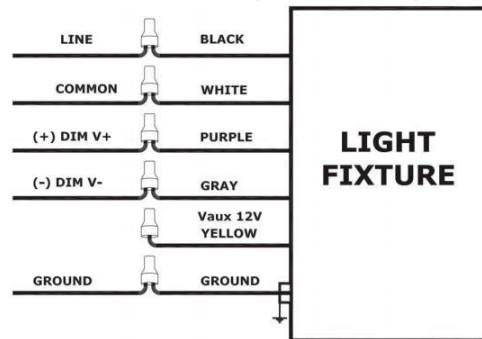 LINE BLACK
COMMON WHITE
(+) DIM V+ PURPLE
(-) DIM V- GRAY
Vaux 12V
YELLOW
GROUND GROUND
LIGHT
FIXTURE